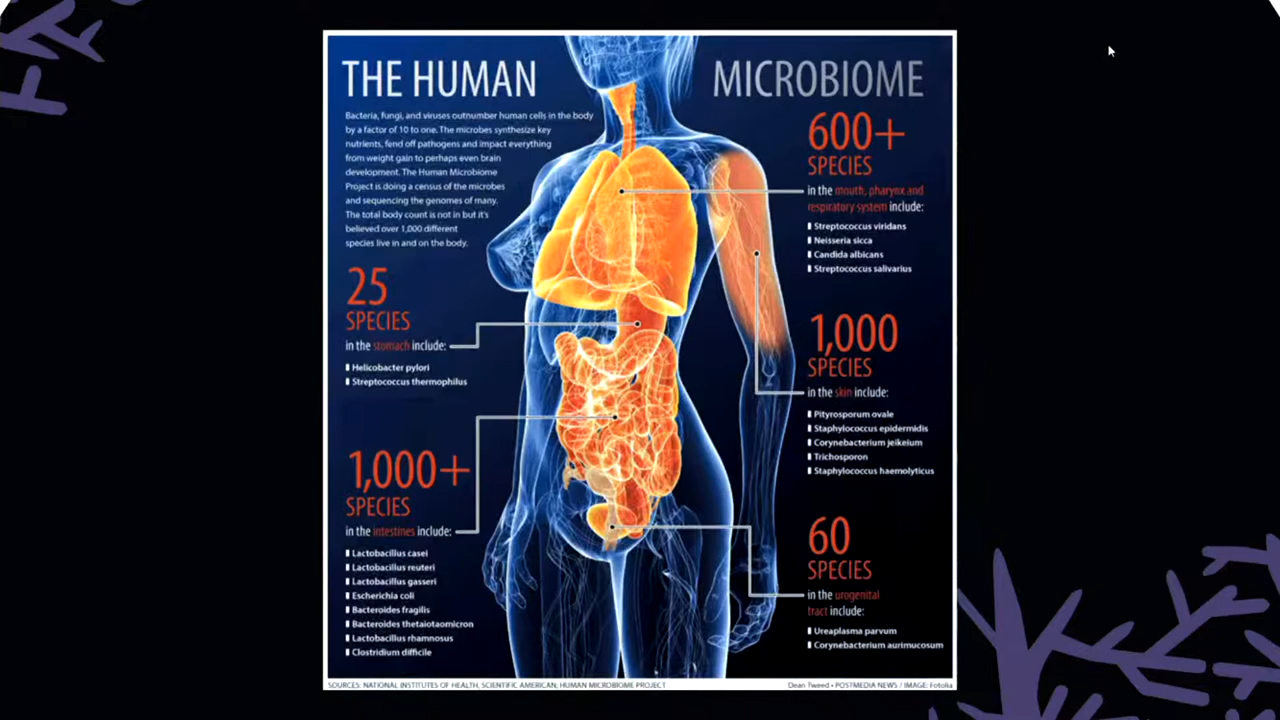 THE HUMAN MICROBIOME
Bacteria, fungi, and viruses outnumber human cells in the body
by a factor of 10 to one. The microbes synthesize key
nutrients, fend off pathogens and impact everything
from weight gain to perhaps even brain
development. The Human Microbiome
Project is doing a census of the microbes
and sequencing the genomes of many.
The total body count is not in but it's
believed over 1,000 different
species live in and on the body.
25
SPECIES
in the stomach include:
Helicobacter pylori
Streptococcus thermophilus
1,000+
SPECIES
in the intestines include:
Lactobacillus casei
Lactobacillus reuteri
Lactobacillus gasseri
Escherichia coli
Bacteroides fragilis
Bacteroides thetaiotaomicron
Lactobacillus rhamnosus
Clostridium difficile
600+
SPECIES
in the mouth, pharynx and
respiratory system include:
Streptococcus viridans
Neisseria sicca
Candida albicans
Streptococcus salivarius
1,000
SPECIES
in the skin include:
Pityrosporum ovale
Staphylococcus epidermidis
Corynebacterium jeikeium
Trichosporon
Staphylococcus haemolyticus
60
SPECIES
in the urogenital
tract include:
Ureaplasma parvum
Corynebacterium aurimucosum
SOURCES: NATIONAL INSTITUTES OF HEALTH, SCIENTIFIC AMERICAN; HUMAN MICROBIOME PROJECT
Dean Tweed • POSTMEDIA NEWS / IMAGE: Fotolia